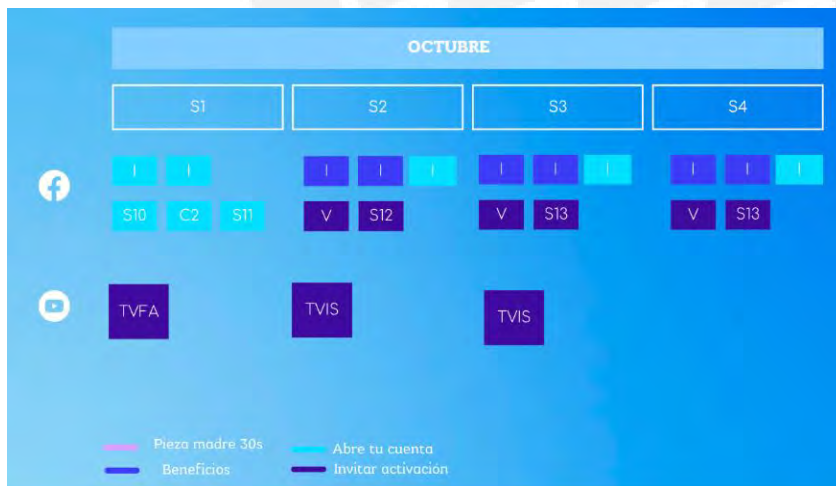 OCTUBRE
S1 S2 S3 S4
I I I I I I I I I I I
S10 C2 S11 V S12 V S13 V S13
TVFA TVIS TVIS
Pieza madre 30s Abre tu cuenta
Beneficios Invitar activación